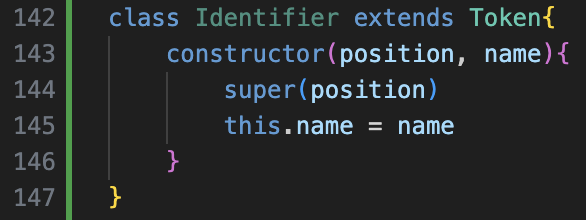 142 class Identifier extends Token{
143     constructor(position, name){
144         super(position)
145         this.name = name
146     }
147 }